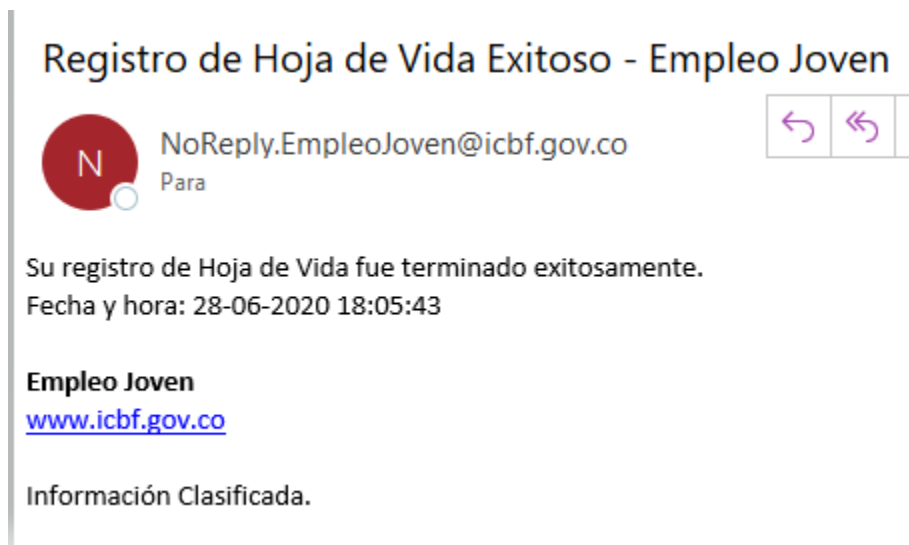 Registro de Hoja de Vida Exitoso - Empleo Joven
N
NoReply.EmpleoJoven@icbf.gov.co
Para
Su registro de Hoja de Vida fue terminado exitosamente.
Fecha y hora: 28-06-2020 18:05:43
Empleo Joven
www.icbf.gov.co
Información Clasificada.